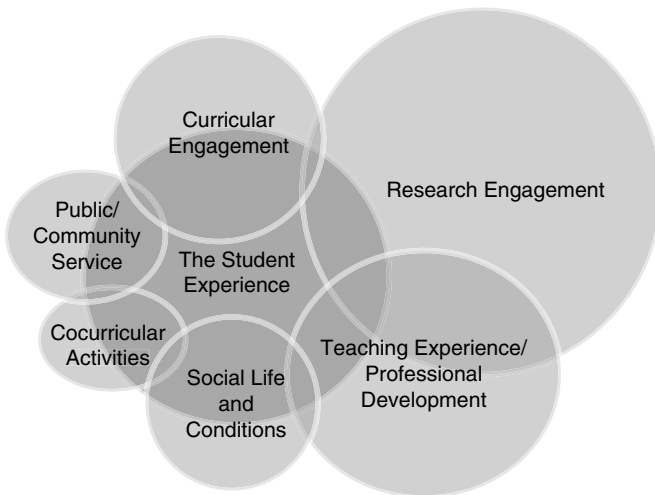 Curricular
Engagement
Research Engagement
Public/
Community
Service
The Student
Experience
Cocurricular
Activities
Teaching Experience/
Professional
Development
Social Life
and
Conditions